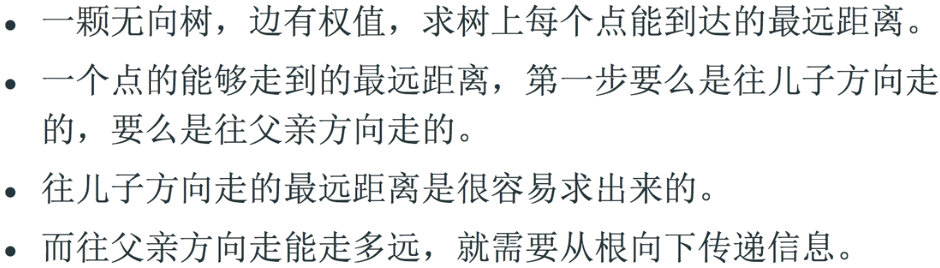 • 一颗无向树，边有权值，求树上每个点能到达的最远距离。
• 一个点的能够走到的最远距离，第一步要么是往儿子方向走
的，要么是往父亲方向走的。
• 往儿子方向走的最远距离是很容易求出来的。
• 而往父亲方向走能走多远，就需要从根向下传递信息。